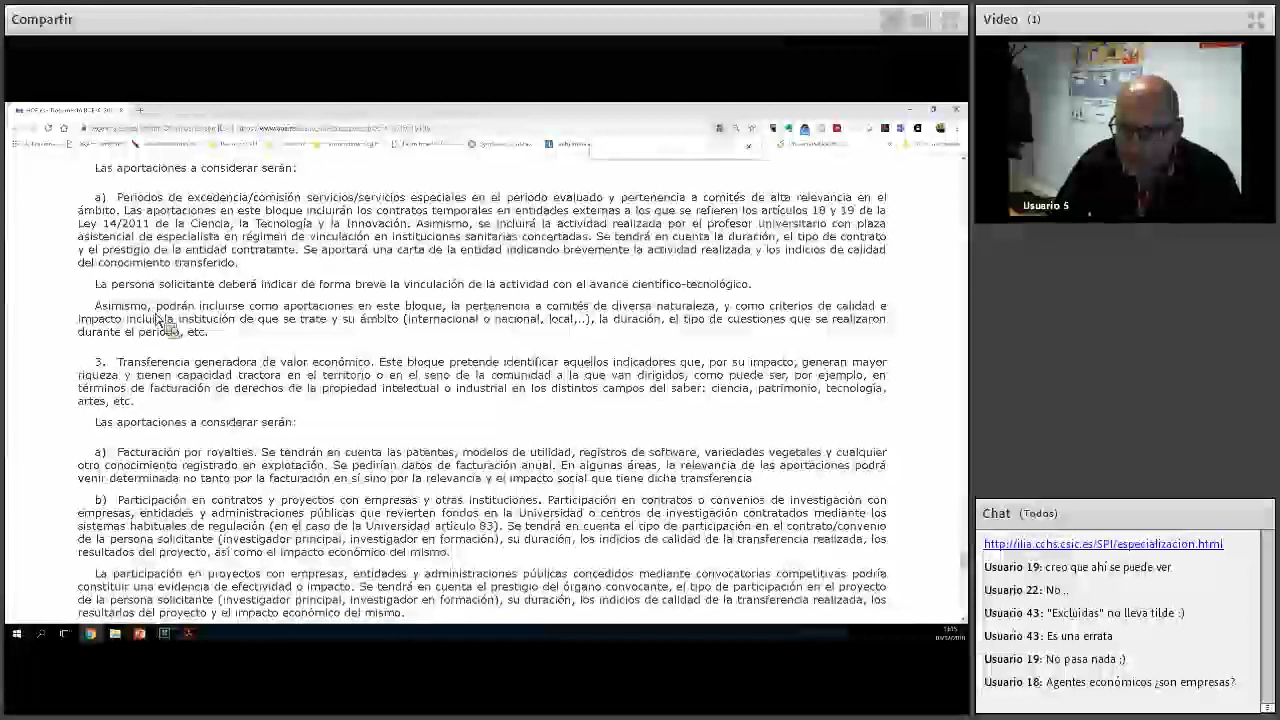 Compartir
Las aportaciones a considerar serán:
a) Periodos de excedencia/comisión servicios/servicios especiales en el periodo evaluado y pertenencia a comités de alta relevancia en el
ámbito. Las aportaciones en este bloque incluirán los contratos temporales en entidades externas a los que se refieren los artículos 18 y 19 de la
Ley 14/2011 de la Ciencia, la Tecnología y la Innovación. Asimismo, se incluirá la actividad realizada por el profesor universitario con plaza
asistencial de especialista en régimen de vinculación en instituciones sanitarias concertadas. Se tendrá en cuenta la duración, el tipo de contrato
y el prestigio de la entidad contratante. Se aportará una carta de la entidad indicando brevemente la actividad realizada y los indicios de calidad
del conocimiento transferido.
La persona solicitante deberá indicar de forma breve la vinculación de la actividad con el avance científico-tecnológico.
Asimismo, podrán incluirse como aportaciones en este bloque, la pertenencia a comités de diversa naturaleza, y como criterios de calidad e
impacto la institución de que se trate y su ámbito (internacional o nacional, local,..), la duración, el tipo de cuestiones que se realizaron
durante el periodo, etc.
3. Transferencia generadora de valor económico. Este bloque pretende identificar aquellos indicadores que, por su impacto, generan mayor
riqueza y tienen capacidad tractora en el territorio o en el seno de la comunidad a la que van dirigidos, como puede ser, por ejemplo, en
términos de facturación de derechos de la propiedad intelectual o industrial en los distintos campos del saber: ciencia, patrimonio, tecnología,
artes, etc.
Las aportaciones a considerar serán:
a) Facturación por royalties. Se tendrán en cuenta las patentes, modelos de utilidad, registros de software, variedades vegetales y cualquier
otro conocimiento registrado en explotación. Se pedirían datos de facturación anual. En algunas áreas, la relevancia de las aportaciones podrá
venir determinada no tanto por la facturación en sí sino por la relevancia y el impacto social que tiene dicha transferencia
b) Participación en contratos y proyectos con empresas y otras instituciones. Participación en contratos o convenios de investigación con
empresas, entidades y administraciones públicas que revierten fondos en la Universidad o centros de investigación contratados mediante los
sistemas habituales de regulación (en el caso de la Universidad artículo 83). Se tendrá en cuenta el tipo de participación en el contrato/convenio
de la persona solicitante (investigador principal, investigador en formación), su duración, los indicios de calidad de la transferencia realizada, los
resultados del proyecto, así como el impacto económico del mismo.
La participación en proyectos con empresas, entidades y administraciones públicas concedidos mediante convocatorias competitivas podría
constituir una evidencia de efectividad o impacto. Se tendrá en cuenta el prestigio del órgano convocante, el tipo de participación en el proyecto
de la persona solicitante (investigador principal, investigador en formación), su duración, los indicios de calidad de la transferencia realizada, los
resultados del proyecto y el impacto económico del mismo.
Video (1)
Usuario 5
Chat (Todos)
http://ilia.cchs.csic.es/SPI/especializacion.html
Usuario 19: creo que ahí se puede ver
Usuario 22: No..
Usuario 43: "Excluidas" no lleva tilde :)
Usuario 43: Es una errata
Usuario 19: No pasa nada ;)
Usuario 18: Agentes económicos ¿son empresas?